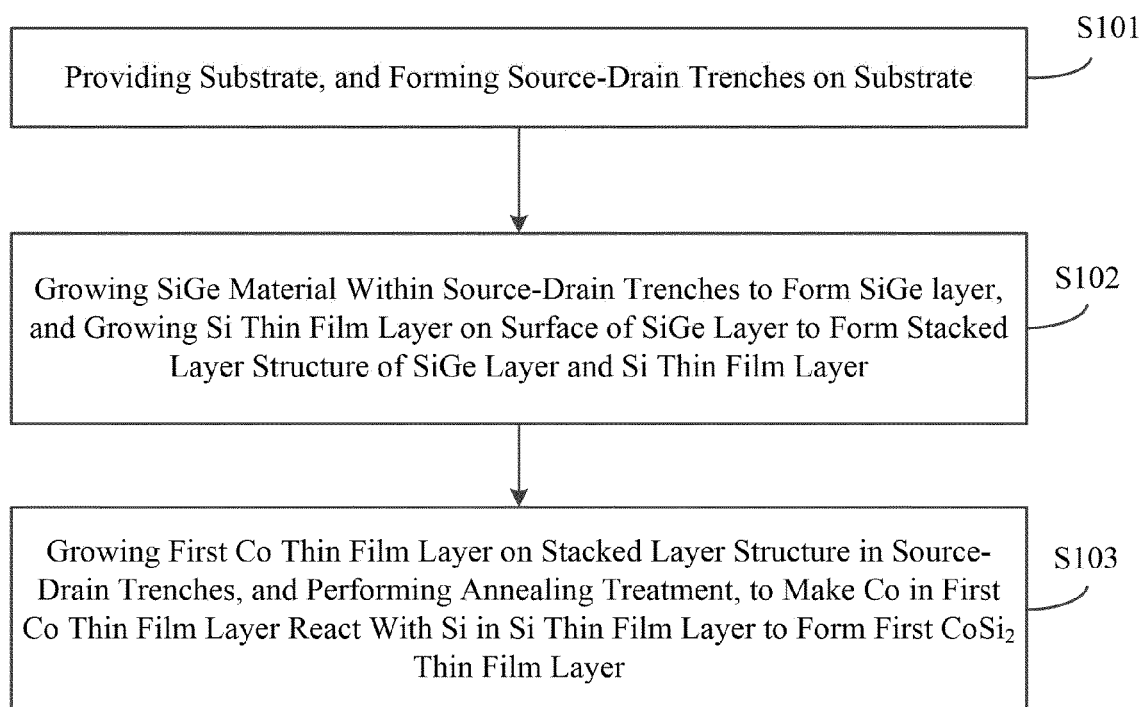 S101
Providing Substrate, and Forming Source-Drain Trenches on Substrate
S102
Growing SiGe Material Within Source-Drain Trenches to Form SiGe layer,
and Growing Si Thin Film Layer on Surface of SiGe Layer to Form Stacked
Layer Structure of SiGe Layer and Si Thin Film Layer
S103
Growing First Co Thin Film Layer on Stacked Layer Structure in Source-
Drain Trenches, and Performing Annealing Treatment, to Make Co in First
Co Thin Film Layer React With Si in Si Thin Film Layer to Form First CoSi₂
Thin Film Layer